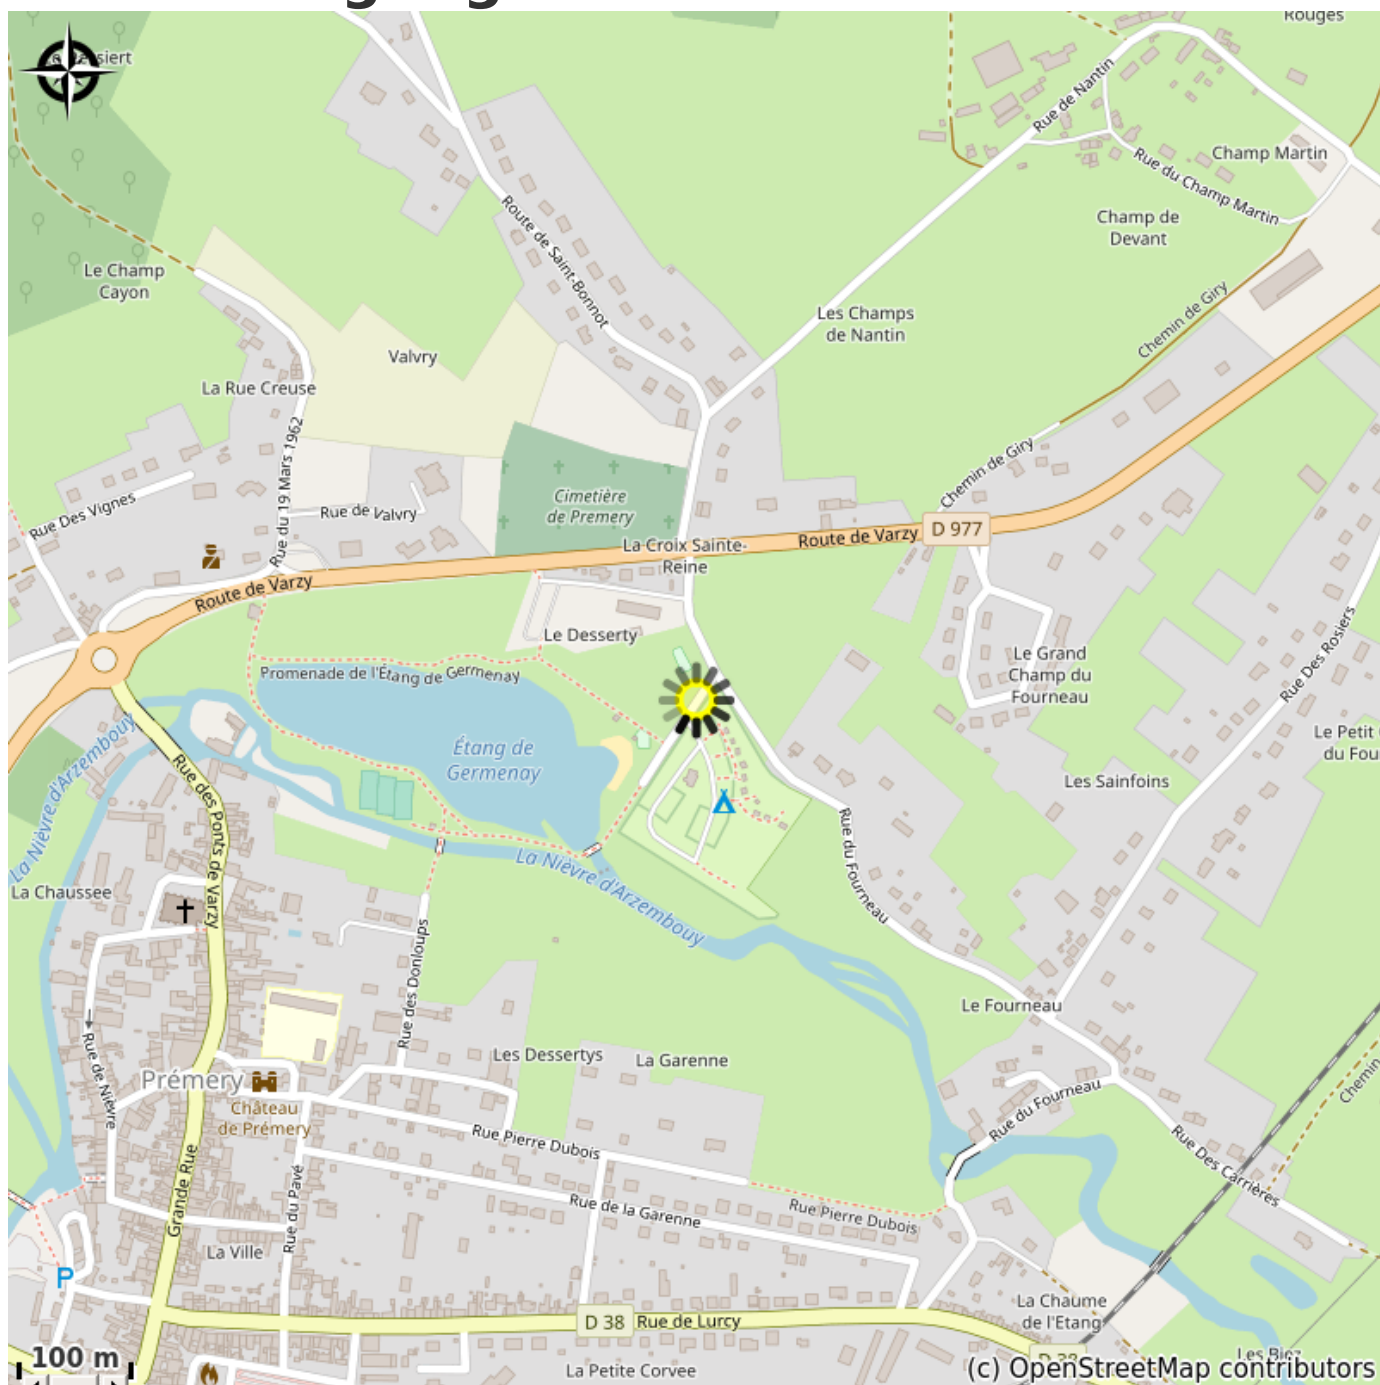 Rouges
Rue de Nantin
Champ Martin
Rue du Champ Martin
Champ de
Devant
Route de Saint-Bonnot
Le Champ
Cayon
Chemin de Giry
Les Champs
de Nantin
Valvry
La Rue Creuse
Rue du 19 Mars 1962
Chemin de Giry
Cimetière
de Premery
Rue Des Vignes
Rue de Valvry
D 977
Route de Varzy
La Croix Sainte-
Reine
Route de Varzy
Le Desserty
Rue Des Rosiers
Le Grand
Champ du
Fourneau
Promenade de l'Étang de Germenay
La Nièvre d'Arzembouy
Étang de
Germenay
Le Petit
du Fou
Les Sainfoins
Rue des Ponts de Varzy
Rue du Fourneau
La Nièvre d'Arzembouy
La Chaussee
Rue des Donloups
Le Fourneau
Les Dessertys
La Garenne
Rue de Nièvre
Prémery
Château
de Prémery
Rue du Fourneau
Chemin
Rue Pierre Dubois
Rue Des Carrières
Grande Rue
Rue du Pavé
Rue de la Garenne
Rue Pierre Dubois
La Ville
P
La Chaume
de l'Etang
D 38
Rue de Lurcy
D 38
Les Bioz
100 m
La Petite Corvee
(c) OpenStreetMap contributors